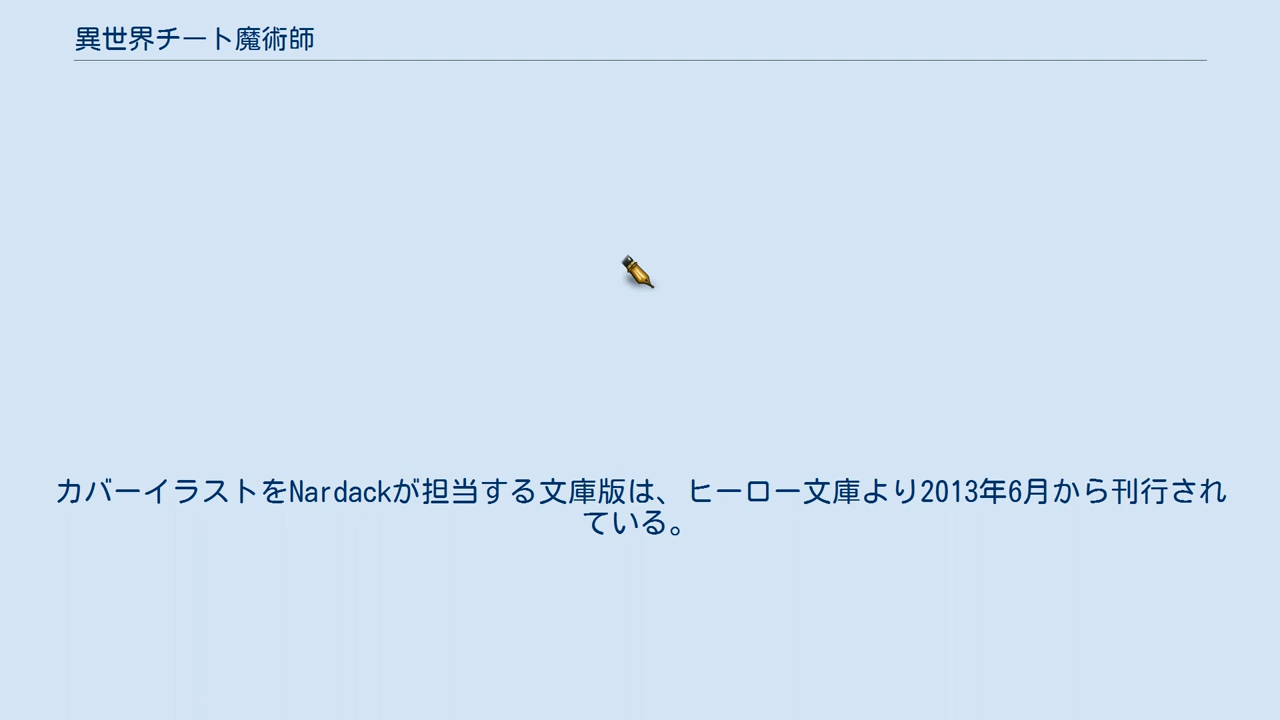 異世界チート魔術師
カバーイラストをNardackが担当する文庫版は、ヒーロー文庫より2013年6月から刊行され
ている。